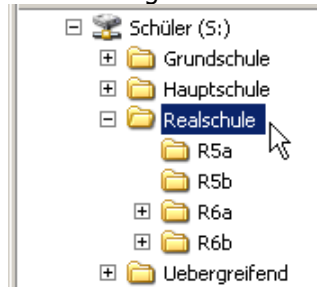 Schüler (S:)
Grundschule
Hauptschule
Realschule
R5a
R5b
R6a
R6b
Uebergreifend